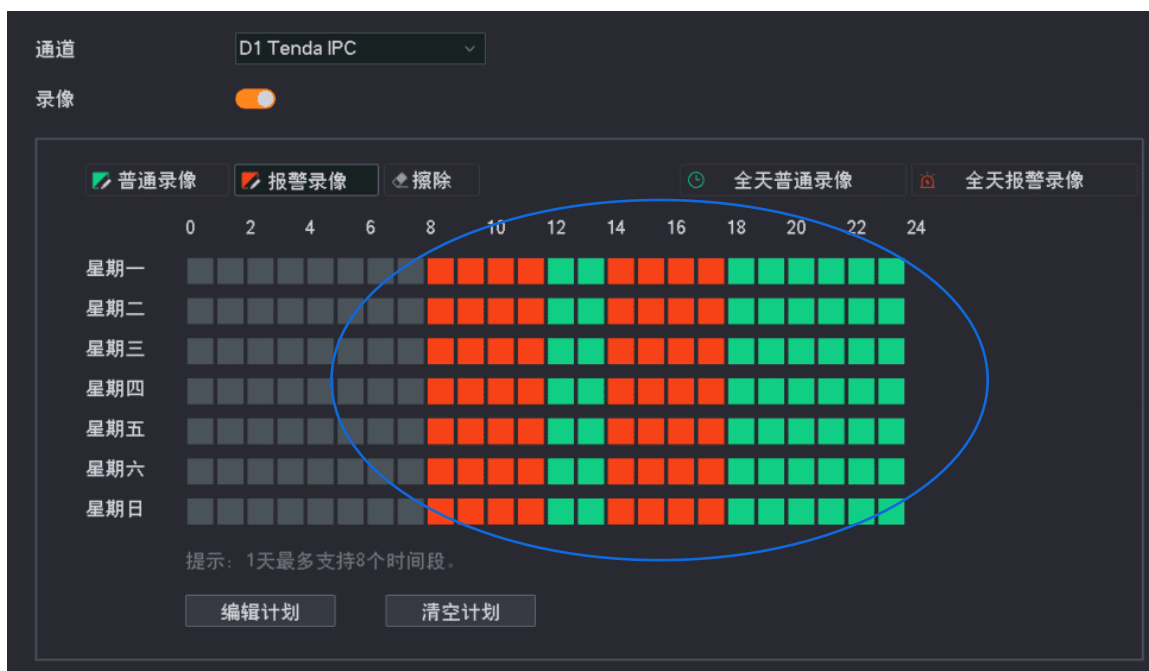 通道 D1 Tenda IPC
录像
普通录像 报警录像 擦除 全天普通录像 全天报警录像
0 2 4 6 8 10 12 14 16 18 20 22 24
星期一
星期二
星期三
星期四
星期五
星期六
星期日
提示：1天最多支持8个时间段。
编辑计划 清空计划